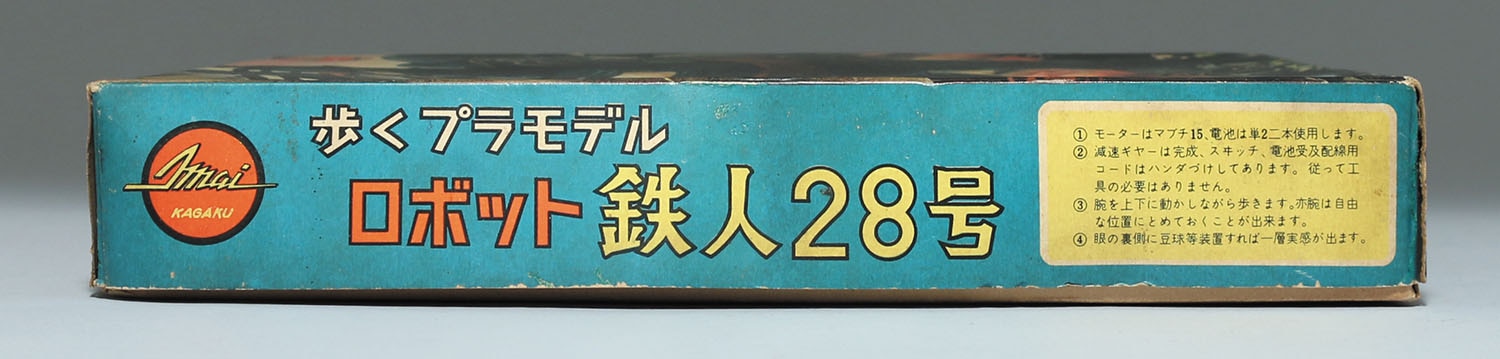 Imai
KAGAKU
歩くプラモデル
ロボット 鉄人28号
① モーターはマブチ15、電池は単2二本使用します。
② 減速ギヤーは完成、スヰッチ、電池受及配線用
コードはハンダづけしてあります。従って工
具の必要はありません。
③ 腕を上下に動かしながら歩きます。亦腕は自由
な位置にとめておくことが出来ます。
④ 眼の裏側に豆球等装置すれば一層実感が出ます。